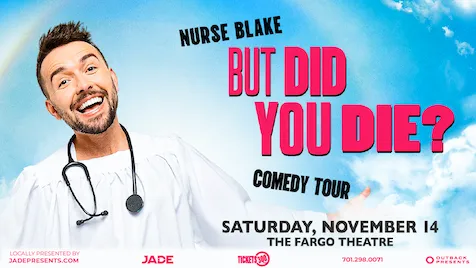 NURSE BLAKE
BUT DID
YOU DIE?
COMEDY TOUR
SATURDAY, NOVEMBER 14
THE FARGO THEATRE
LOCALLY PRESENTED BY
JADEPRESENTS.COM
JADE
TICKETS300
701.298.0071
OUTBACK
PRESENTS